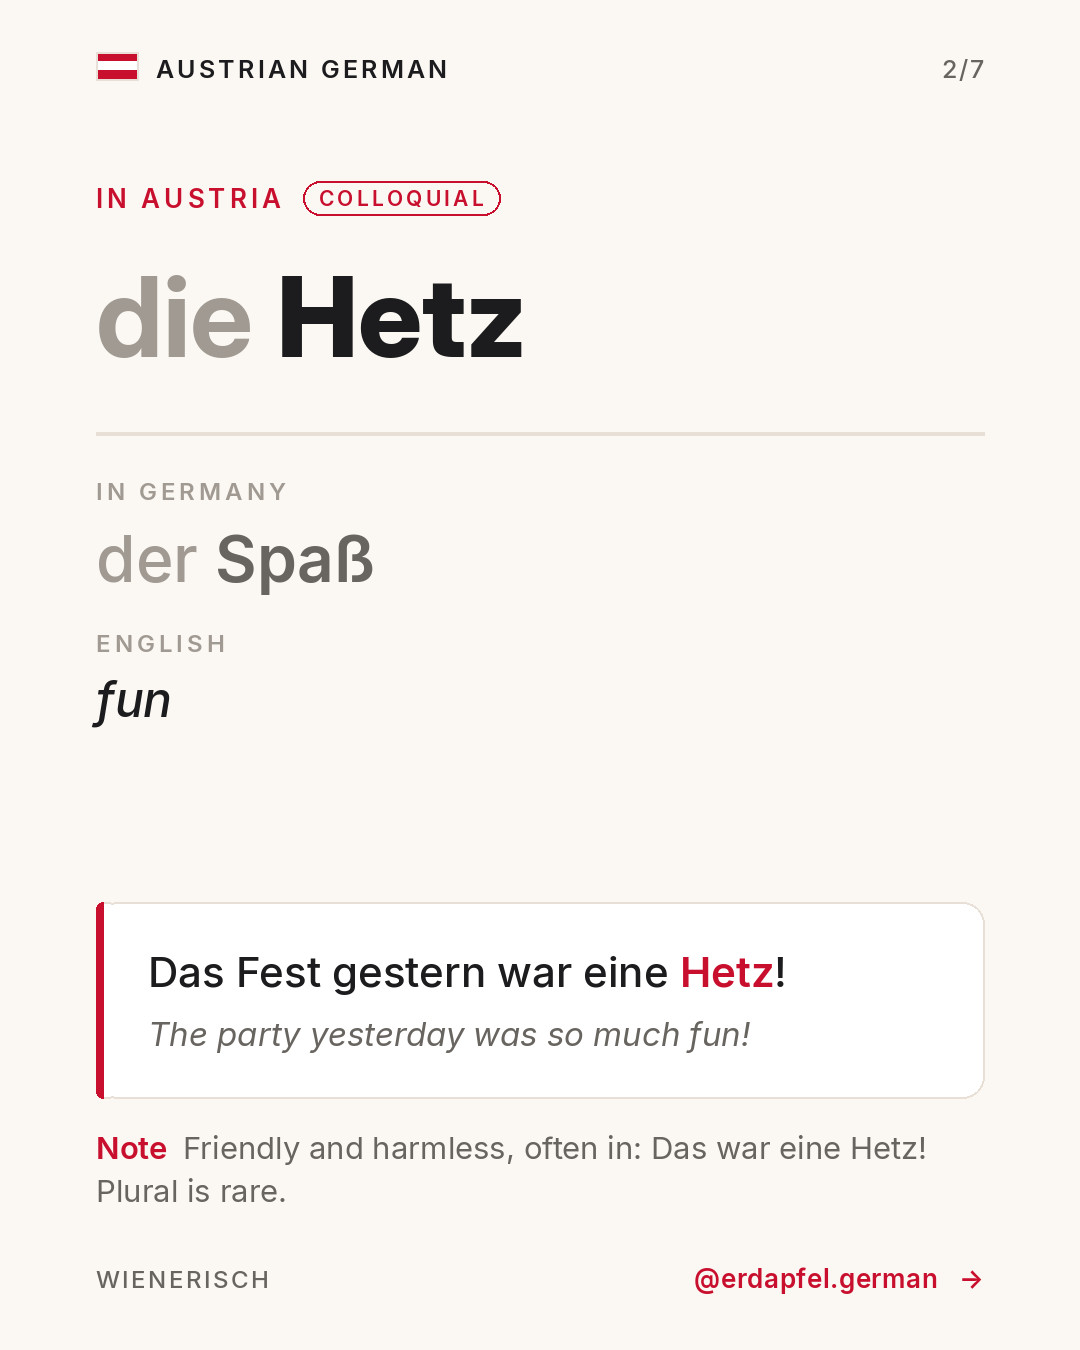 AUSTRIAN GERMAN
2/7
IN AUSTRIA
COLLOQUIAL
die Hetz
IN GERMANY
der Spaß
ENGLISH
fun
Das Fest gestern war eine Hetz!
The party yesterday was so much fun!
Note Friendly and harmless, often in: Das war eine Hetz!
Plural is rare.
WIENERISCH
@erdapfel.german →